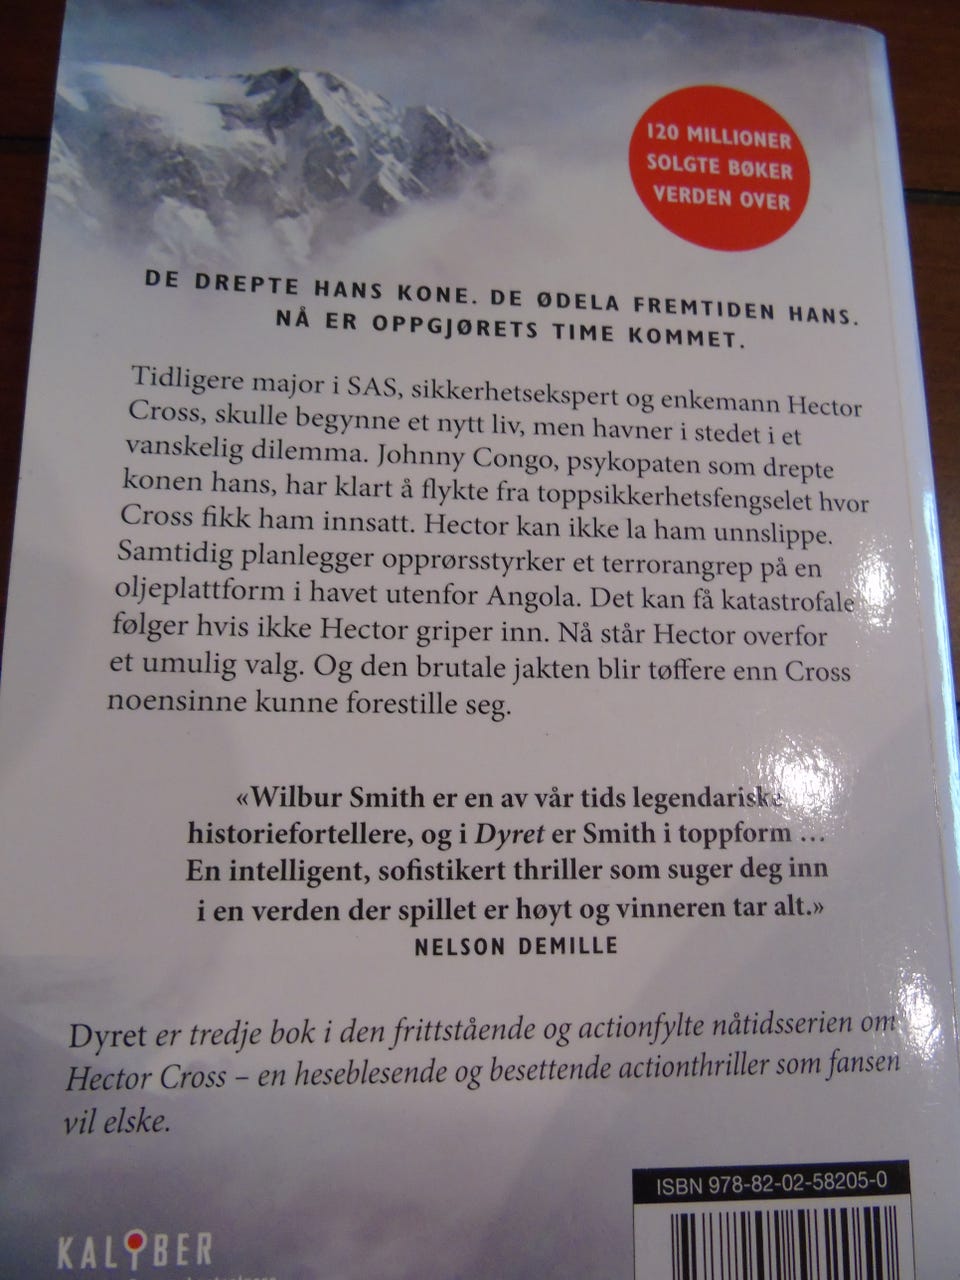 120 MILLIONER
SOLGTE BØKER
VERDEN OVER
DE DREPTE HANS KONE. DE ØDELA FREMTIDEN HANS.
NÅ ER OPPGJØRETS TIME KOMMET.
Tidligere major i SAS, sikkerhetsekspert og enkemann Hector
Cross, skulle begynne et nytt liv, men havner i stedet i et
vanskelig dilemma. Johnny Congo, psykopaten som drepte
konen hans, har klart å flykte fra toppsikkerhetsfengselet hvor
Cross fikk ham innsatt. Hector kan ikke la ham unnslippe.
Samtidig planlegger opprørsstyrker et terrorangrep på en
oljeplattform i havet utenfor Angola. Det kan få katastrofale
følger hvis ikke Hector griper inn. Nå står Hector overfor
et umulig valg. Og den brutale jakten blir tøffere enn Cross
noensinne kunne forestille seg.
«Wilbur Smith er en av vår tids legendariske
historiefortellere, og i Dyret er Smith i toppform ...
En intelligent, sofistikert thriller som suger deg inn
i en verden der spillet er høyt og vinneren tar alt.»
NELSON DEMILLE
Dyret er tredje bok i den frittstående og actionfylte nåtidsserien om
Hector Cross – en heseblesende og besettende actionthriller som fansen
vil elske.
ISBN 978-82-02-58205-0
KALIBER